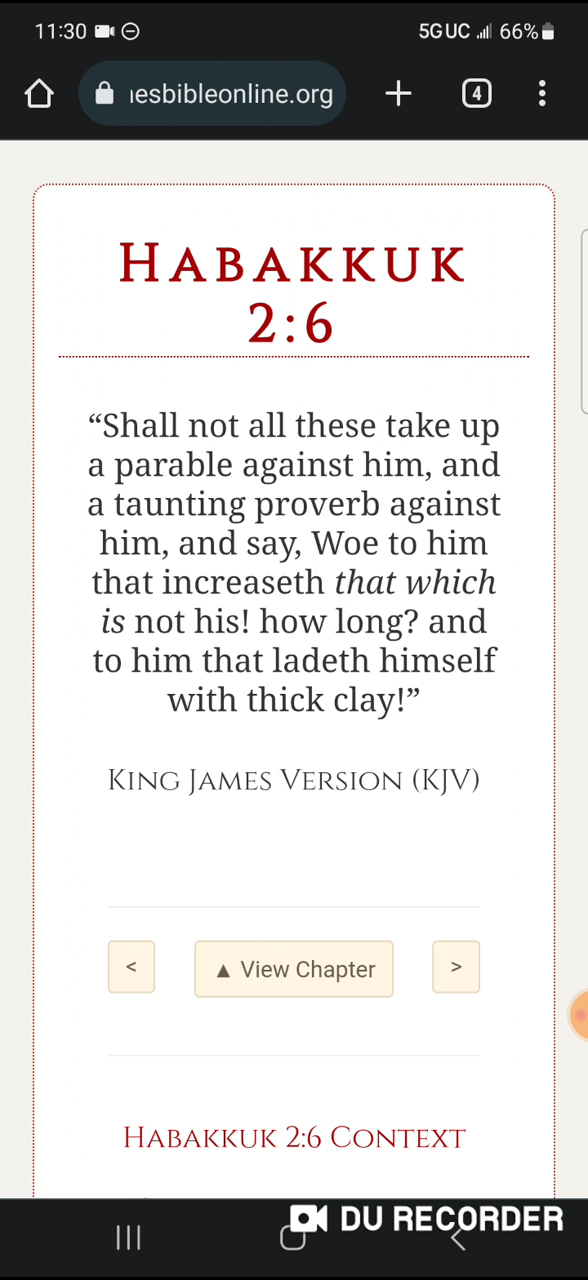 11:30 5G UC 66%
nesbibleonline.org 4
HABAKKUK
2:6
“Shall not all these take up
a parable against him, and
a taunting proverb against
him, and say, Woe to him
that increaseth that which
is not his! how long? and
to him that ladeth himself
with thick clay!”
KING JAMES VERSION (KJV)
< ▲ View Chapter >
HABAKKUK 2:6 CONTEXT
DU RECORDER